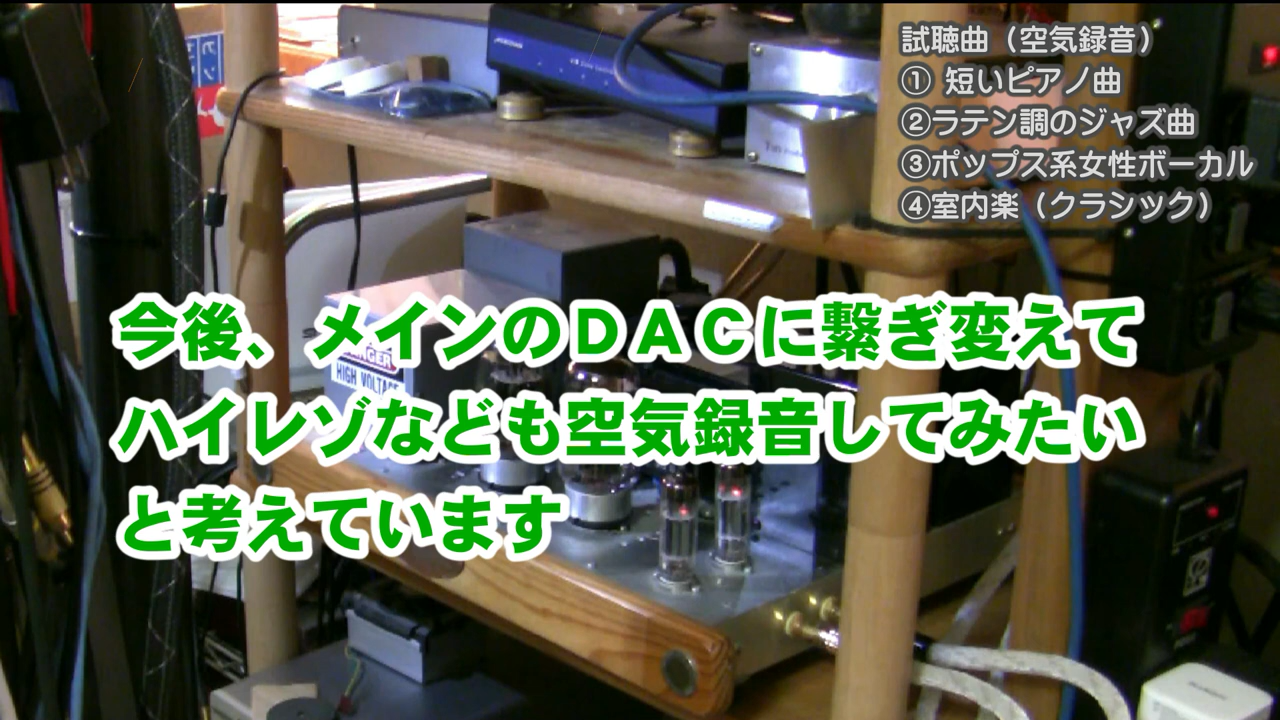 試聴曲（空気録音）
① 短いピアノ曲
②ラテン調のジャズ曲
③ポップス系女性ボーカル
④室内楽（クラシック）
今後、メインのＤＡＣに繋ぎ変えて
HIGH VOLTAGE
ハイレゾなども空気録音してみたい
と考えています